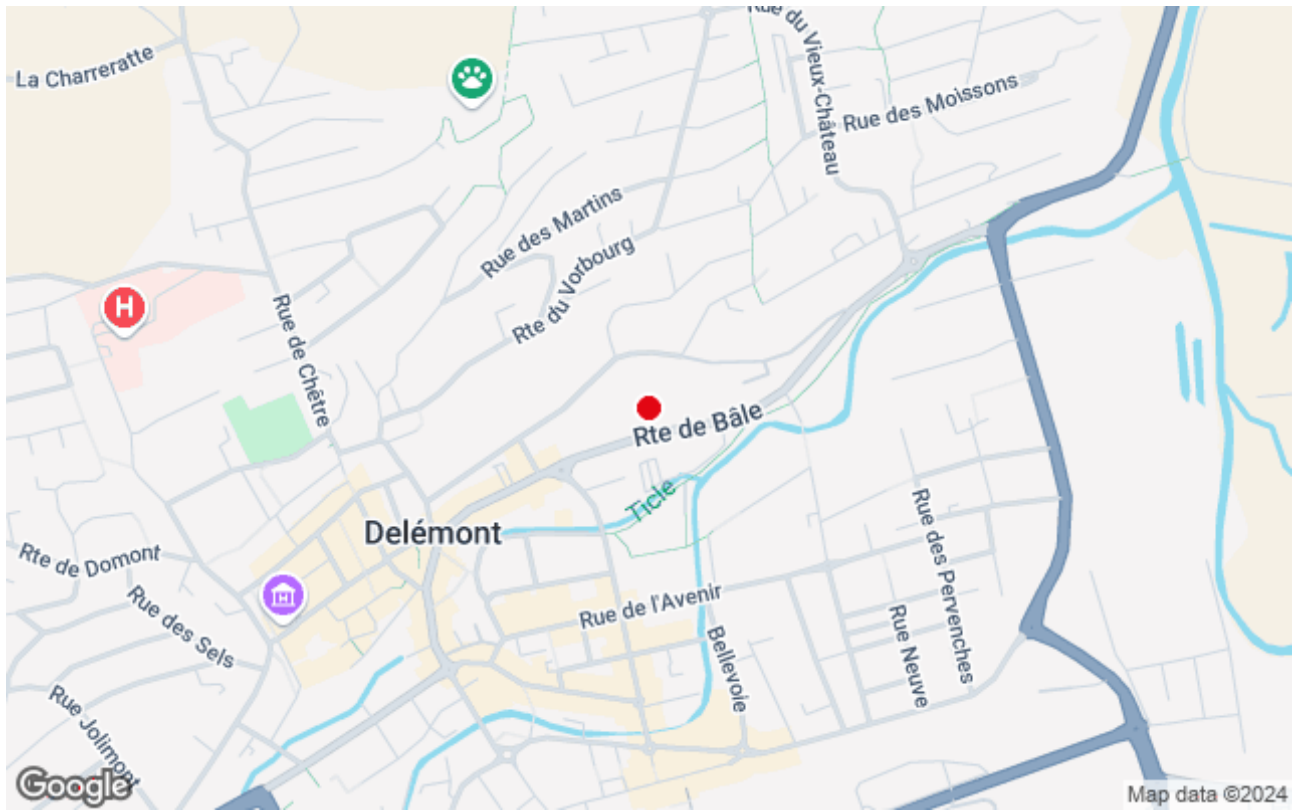 La Charreratte
Rue du Vieux-Château
Rue des Moissons
Rue des Martins
Rte du Vorbourg
H
Rue de Chêtre
Rte de Bâle
Ticle
Delémont
Rte de Domont
Rue des Sels
Rue Jolimont
Rue de l'Avenir
Bellevoie
Rue Neuve
Rue des Pervenches
Google
Map data ©2024